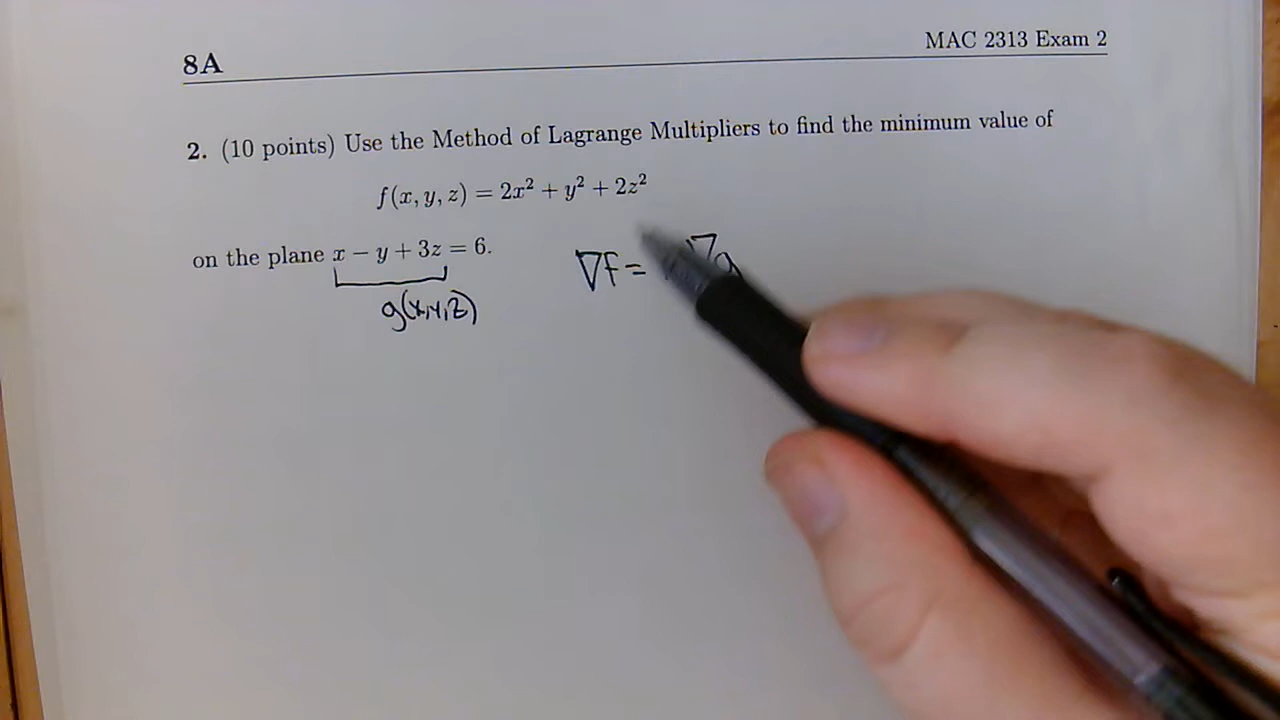 8A
MAC 2313 Exam 2
2. (10 points) Use the Method of Lagrange Multipliers to find the minimum value of
f(x, y, z) = 2x² + y² + 2z²
on the plane x − y + 3z = 6.
∇f = ∇g
g(x,y,z)